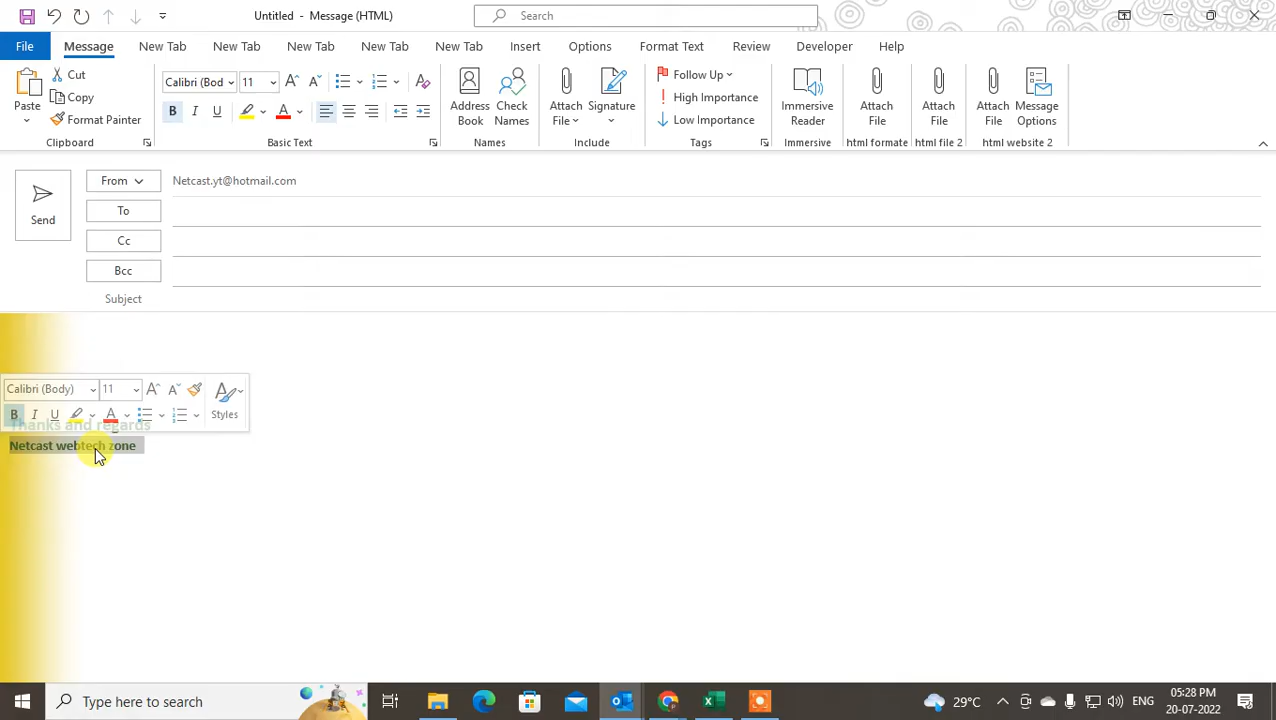 Untitled - Message (HTML)
Search
File
Message
New Tab
New Tab
New Tab
New Tab
New Tab
Insert
Options
Format Text
Review
Developer
Help
Paste
Cut
Copy
Format Painter
Clipboard
Calibri (Bod
11
B I U
Basic Text
Address Book
Check Names
Names
Attach File
Signature
Include
Follow Up
High Importance
Low Importance
Tags
Immersive Reader
Immersive
Attach File
html formate
Attach File
html file 2
Attach File
Message Options
html website 2
Send
From
Netcast.yt@hotmail.com
To
Cc
Bcc
Subject
Calibri (Body)
11
Styles
B I U
Thanks and regards
Netcast webtech zone
Type here to search
29°C
ENG
05:28 PM
20-07-2022